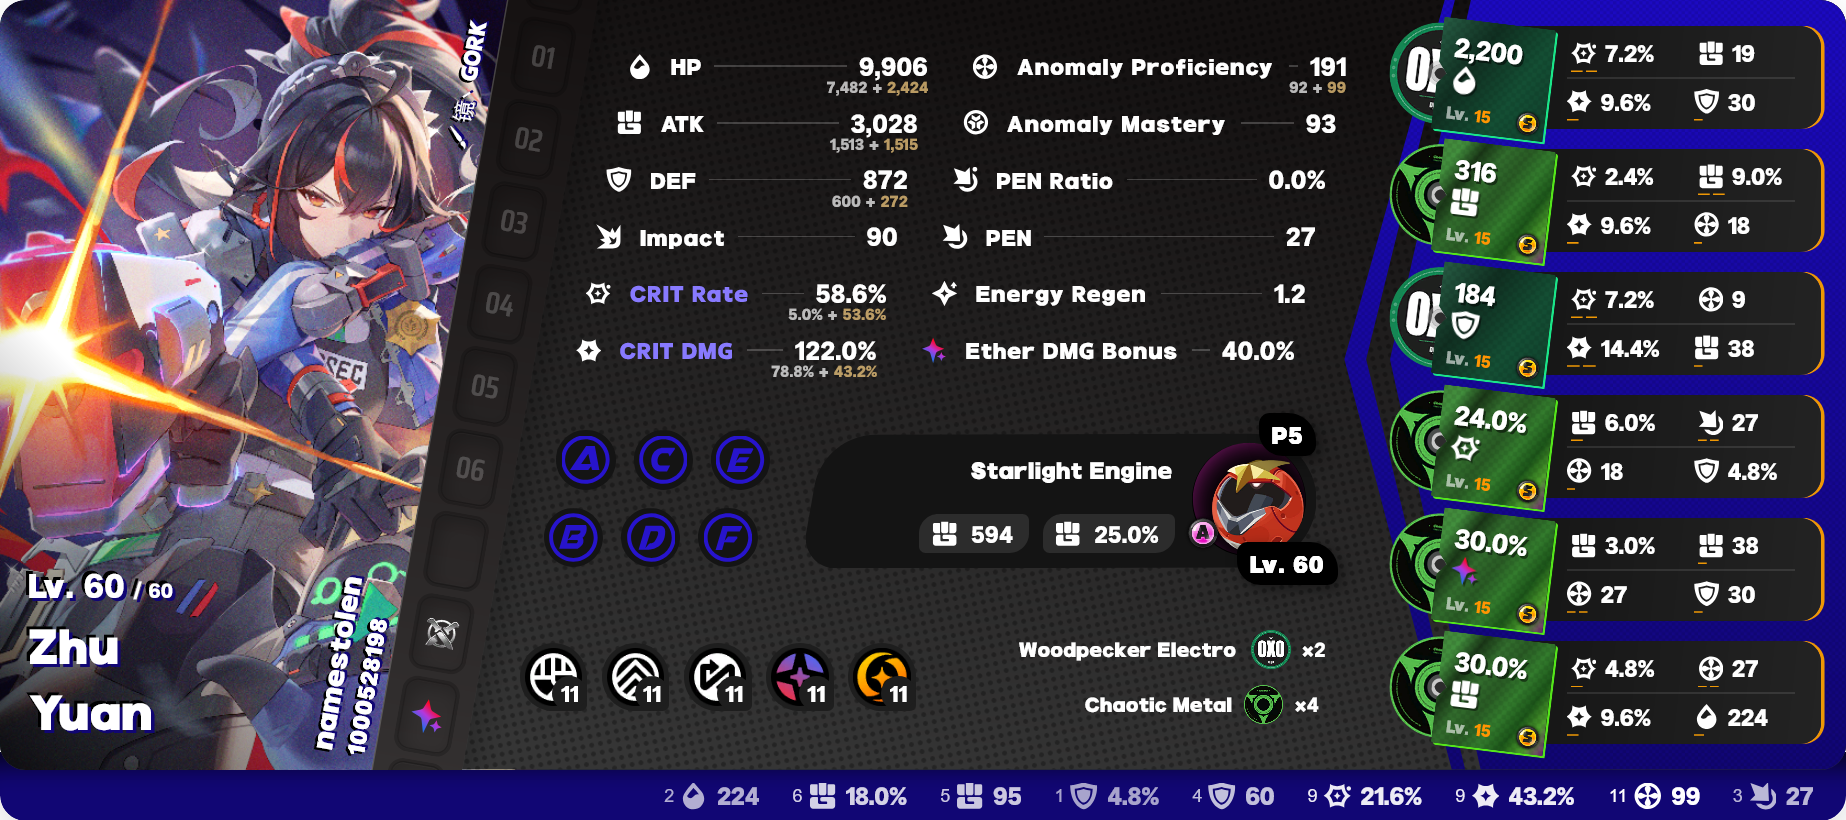 镜·GORK
SEC
Lv. 60 / 60
Zhu
Yuan
namestolen
1000528198
01
02
03
04
05
06
HP 9,906
7,482 + 2,424
ATK 3,028
1,513 + 1,515
DEF 872
600 + 272
Impact 90
CRIT Rate 58.6%
5.0% + 53.6%
CRIT DMG 122.0%
78.8% + 43.2%
Anomaly Proficiency 191
92 + 99
Anomaly Mastery 93
PEN Ratio 0.0%
PEN 27
Energy Regen 1.2
Ether DMG Bonus 40.0%
A C E
B D F
P5
Starlight Engine
594 25.0%
A
Lv. 60
11 11 11 11 11
Woodpecker Electro OXO ×2
Chaotic Metal ×4
2,200
Lv. 15 S
7.2% 19
9.6% 30
316
Lv. 15 S
2.4% 9.0%
9.6% 18
184
Lv. 15 S
7.2% 9
14.4% 38
24.0%
Lv. 15 S
6.0% 27
18 4.8%
30.0%
Lv. 15 S
3.0% 38
27 30
30.0%
Lv. 15 S
4.8% 27
9.6% 224
2 224 6 18.0% 5 95 1 4.8% 4 60 9 21.6% 9 43.2% 11 99 3 27